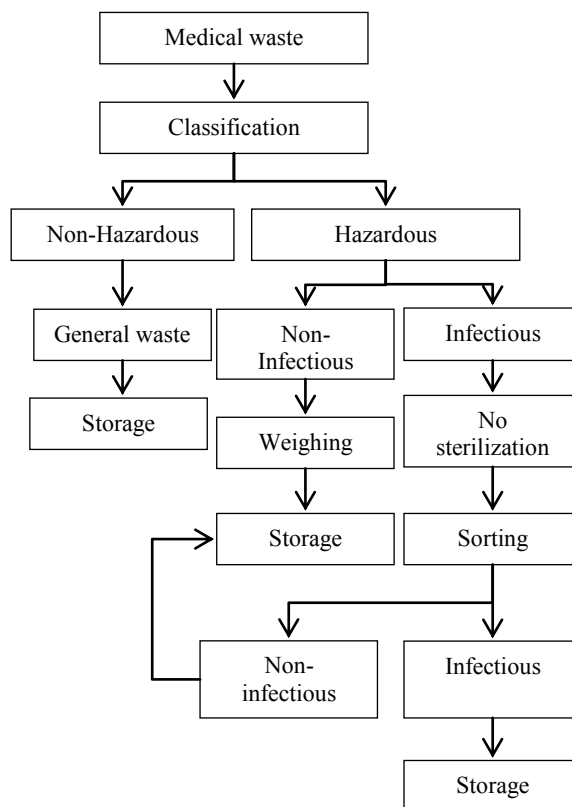 Medical waste
Classification
Non-Hazardous
Hazardous
General waste
Non-
Infectious
Infectious
Storage
Weighing
No
sterilization
Storage
Sorting
Non-
infectious
Infectious
Storage